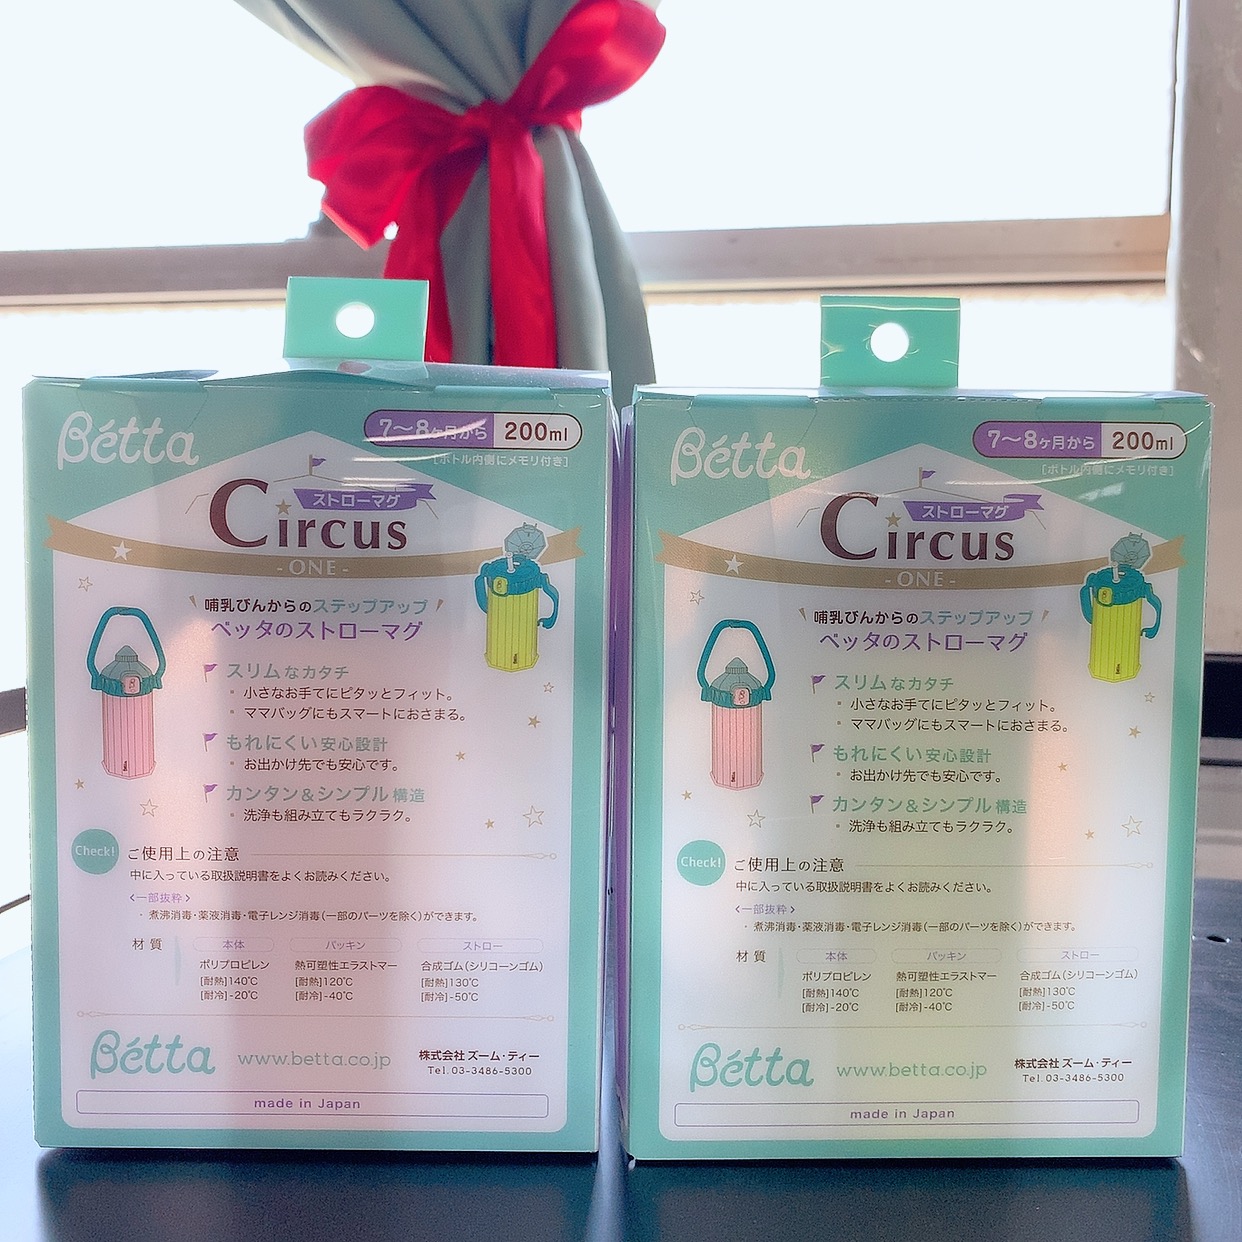 Bétta
7〜8ヶ月から 200ml
[ボトル内側にメモリ付き]
ストローマグ
Circus
-ONE-
哺乳びんからのステップアップ
ベッタのストローマグ
スリムなカタチ
・小さなお手てにピタッとフィット。
・ママバッグにもスマートにおさまる。
もれにくい安心設計
・お出かけ先でも安心です。
カンタン&シンプル構造
・洗浄も組み立てもラクラク。
Check! ご使用上の注意
中に入っている取扱説明書をよくお読みください。
<一部抜粋>
・煮沸消毒・薬液消毒・電子レンジ消毒(一部のパーツを除く)ができます。
材質 本体 パッキン ストロー
ポリプロピレン 熱可塑性エラストマー 合成ゴム(シリコーンゴム)
[耐熱]140℃ [耐熱]120℃ [耐熱]130℃
[耐冷]-20℃ [耐冷]-40℃ [耐冷]-50℃
Bétta www.betta.co.jp 株式会社 ズーム・ティー
Tel. 03-3486-5300
made in Japan
Bétta
7〜8ヶ月から 200ml
[ボトル内側にメモリ付き]
ストローマグ
Circus
-ONE-
哺乳びんからのステップアップ
ベッタのストローマグ
スリムなカタチ
・小さなお手てにピタッとフィット。
・ママバッグにもスマートにおさまる。
もれにくい安心設計
・お出かけ先でも安心です。
カンタン&シンプル構造
・洗浄も組み立てもラクラク。
Check! ご使用上の注意
中に入っている取扱説明書をよくお読みください。
<一部抜粋>
・煮沸消毒・薬液消毒・電子レンジ消毒(一部のパーツを除く)ができます。
材質 本体 パッキン ストロー
ポリプロピレン 熱可塑性エラストマー 合成ゴム(シリコーンゴム)
[耐熱]140℃ [耐熱]120℃ [耐熱]130℃
[耐冷]-20℃ [耐冷]-40℃ [耐冷]-50℃
Bétta www.betta.co.jp 株式会社 ズーム・ティー
Tel. 03-3486-5300
made in Japan